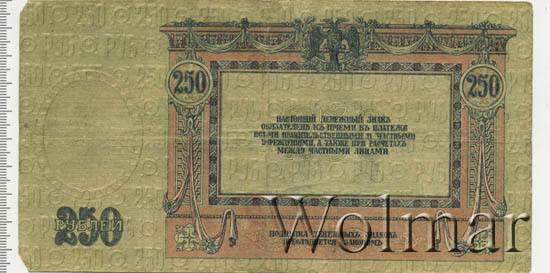 250 250
НАСТОЯЩІЙ ДЕНЕЖНЫЙ ЗНАКЪ
ОБЯЗАТЕЛЕНЪ КЪ ПРІЕМУ ВЪ ПЛАТЕЖИ
ВСѢМИ ПРАВИТЕЛЬСТВЕННЫМИ И ЧАСТНЫМИ
УЧРЕЖДЕНІЯМИ, А ТАКЖЕ ПРИ РАСЧЕТАХЪ
МЕЖДУ ЧАСТНЫМИ ЛИЦАМИ
250
РУБЛЕЙ
ПОДДѢЛКА ДЕНЕЖНЫХЪ ЗНАКОВЪ
ПРЕСЛѢДУЕТСЯ ЗАКОНОМЪ
Wolmar